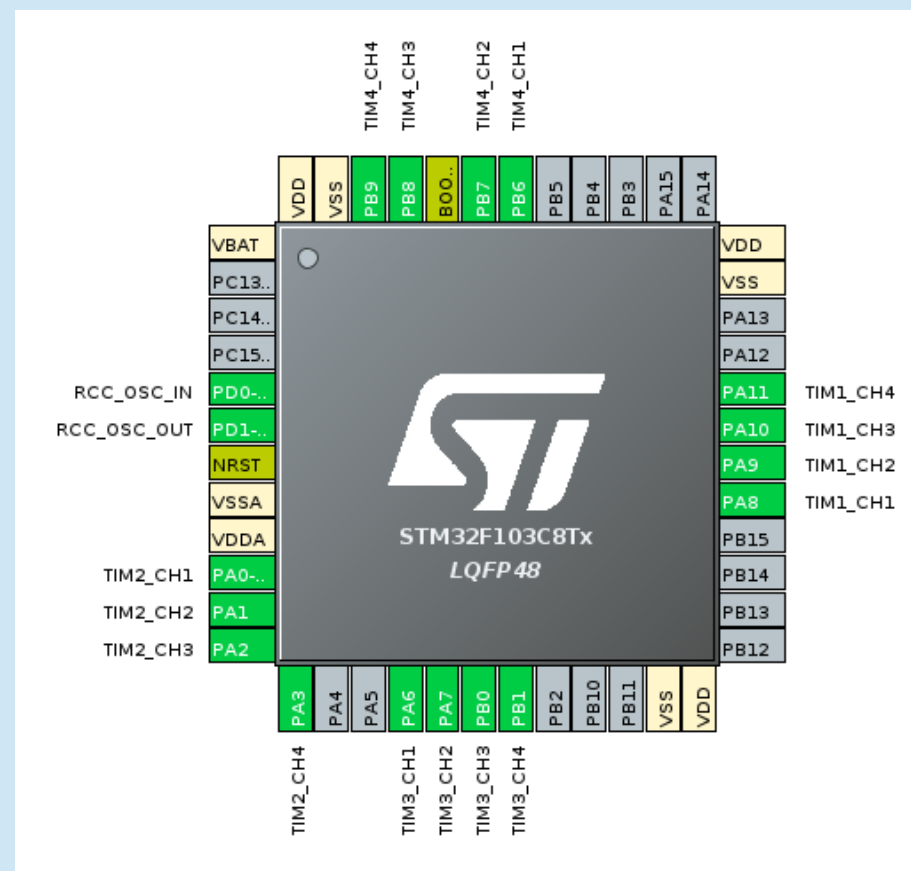 TIM4_CH4
TIM4_CH3
TIM4_CH2
TIM4_CH1
VDD
VSS
PB9
PB8
BOO..
PB7
PB6
PB5
PB4
PB3
PA15
PA14
VBAT
PC13..
PC14..
PC15..
RCC_OSC_IN PD0-..
RCC_OSC_OUT PD1-..
NRST
VSSA
VDDA
TIM2_CH1 PA0-..
TIM2_CH2 PA1
TIM2_CH3 PA2
ST
STM32F103C8Tx
LQFP48
VDD
VSS
PA13
PA12
PA11 TIM1_CH4
PA10 TIM1_CH3
PA9 TIM1_CH2
PA8 TIM1_CH1
PB15
PB14
PB13
PB12
PA3
PA4
PA5
PA6
PA7
PB0
PB1
PB2
PB10
PB11
VSS
VDD
TIM2_CH4
TIM3_CH1
TIM3_CH2
TIM3_CH3
TIM3_CH4